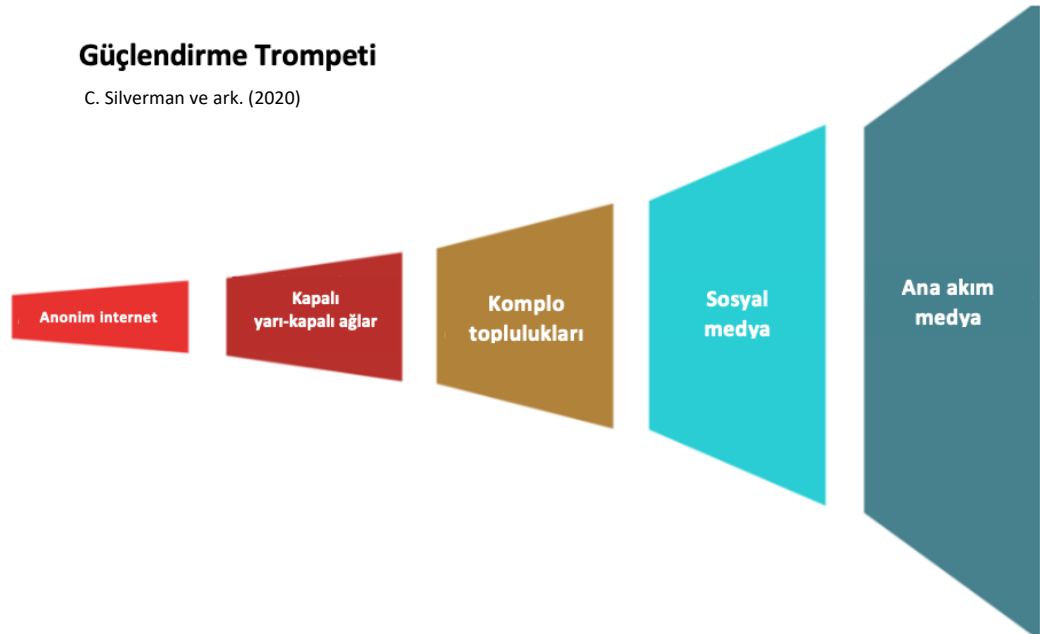 Güçlendirme Trompeti
C. Silverman ve ark. (2020)
Anonim internet
Kapalı
yarı-kapalı ağlar
Komplo
toplulukları
Sosyal
medya
Ana akım
medya